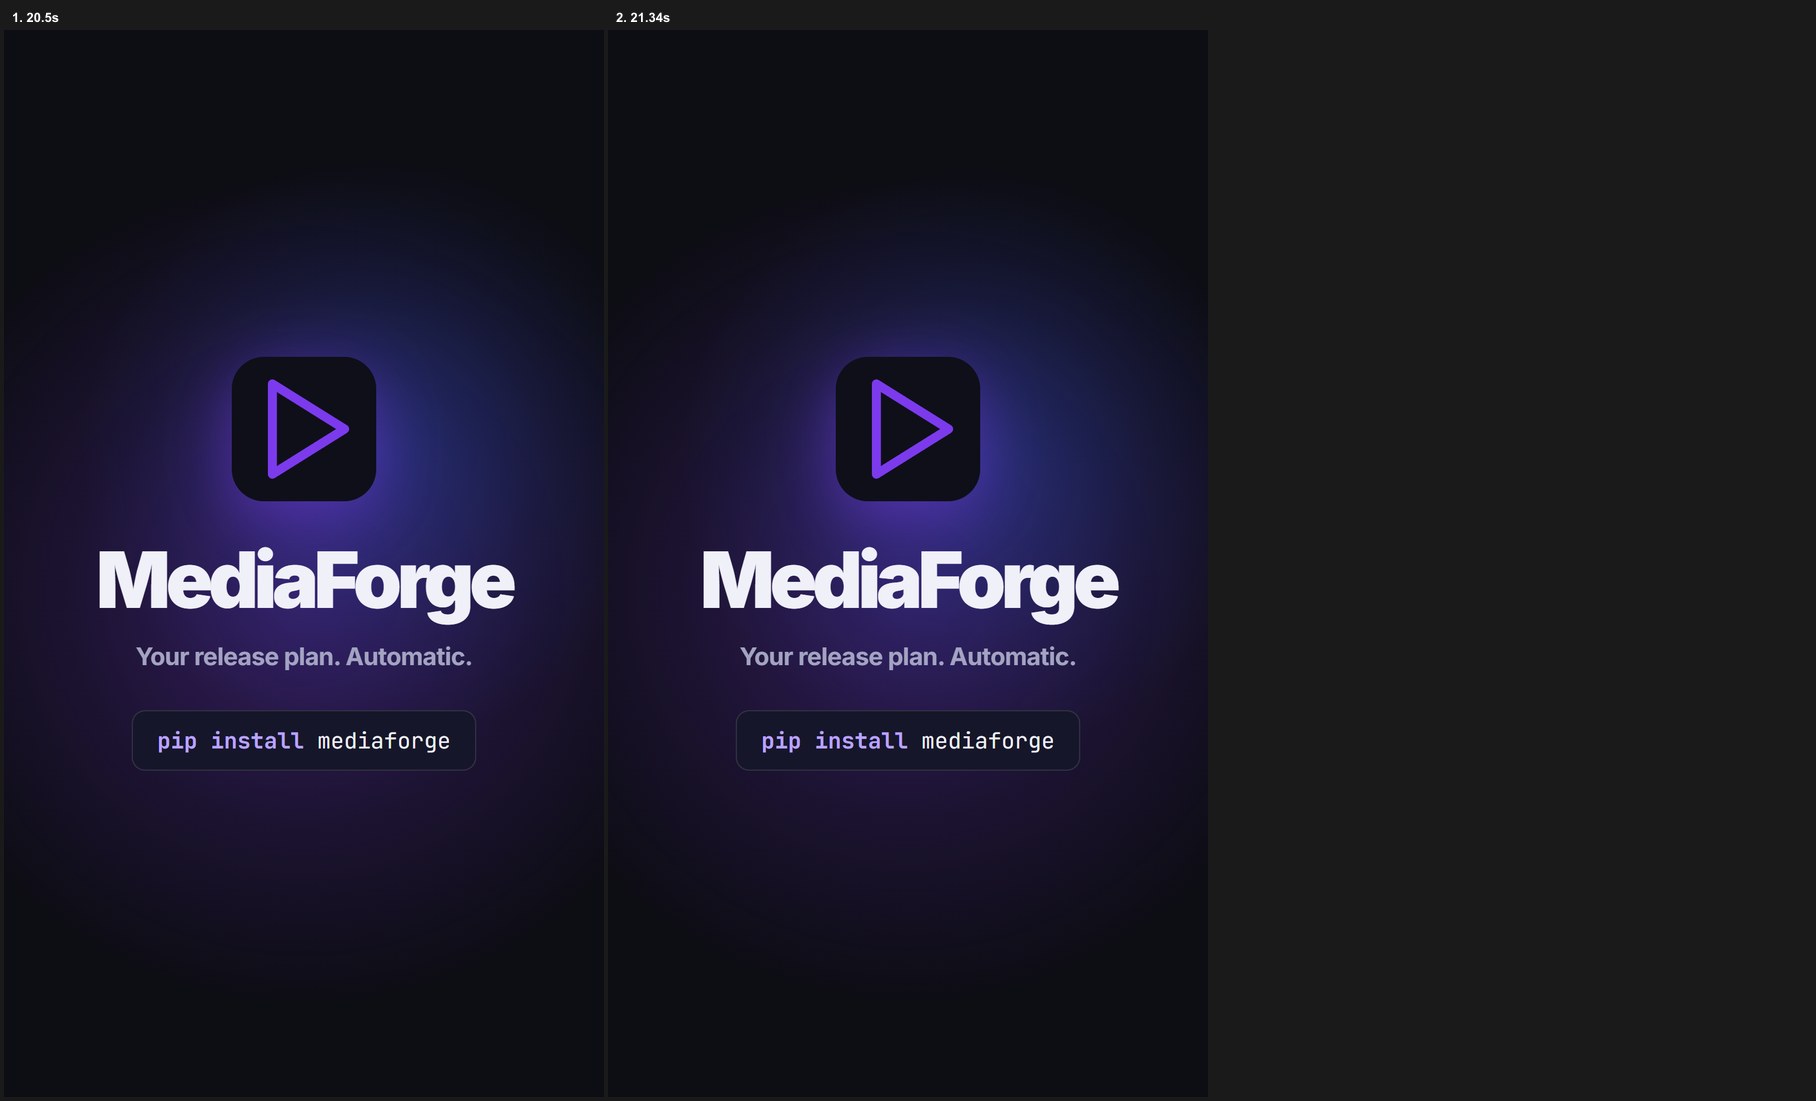 1. 20.5s
MediaForge
Your release plan. Automatic.
pip install mediaforge
2. 21.34s
MediaForge
Your release plan. Automatic.
pip install mediaforge